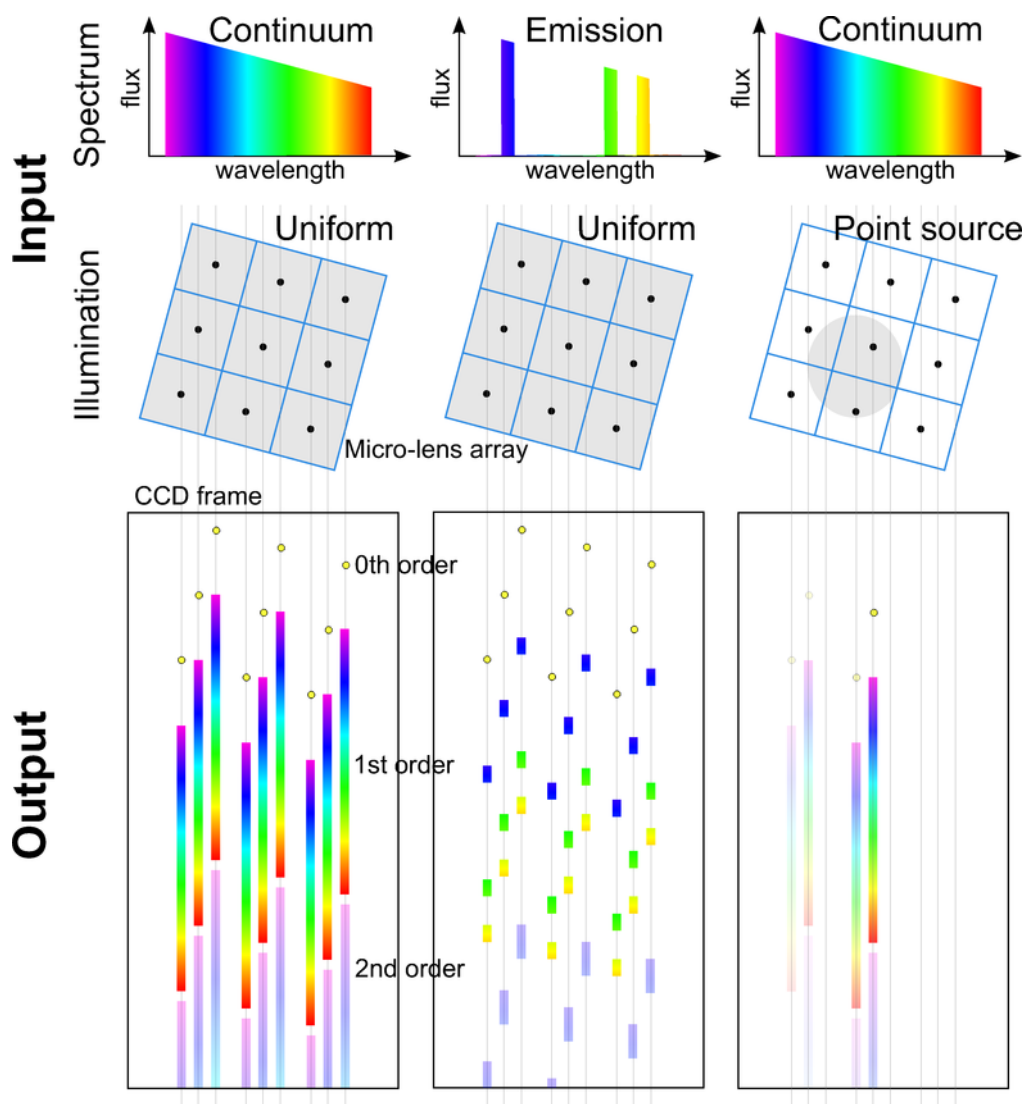 Input
Spectrum
Continuum
flux
wavelength
Emission
flux
wavelength
Continuum
flux
wavelength
Illumination
Uniform
Uniform
Point source
Micro-lens array
Output
CCD frame
0th order
1st order
2nd order